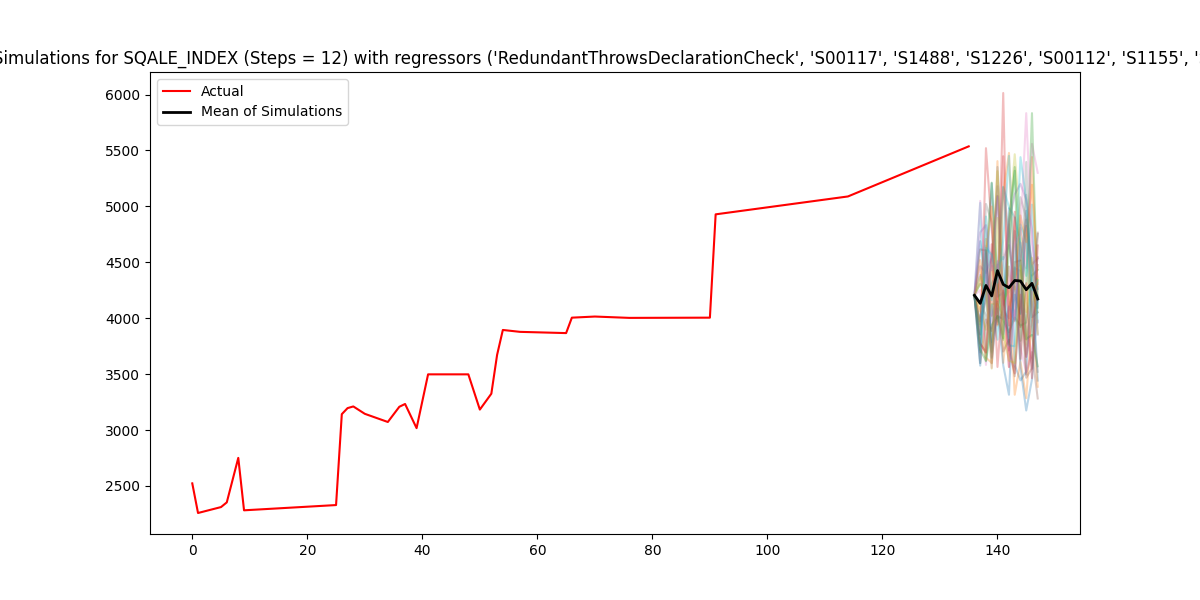 Simulations for SQALE_INDEX (Steps = 12) with regressors ('RedundantThrowsDeclarationCheck', 'S00117', 'S1488', 'S1226', 'S00112', 'S1155', '
Actual
Mean of Simulations
6000
5500
5000
4500
4000
3500
3000
2500
0 20 40 60 80 100 120 140